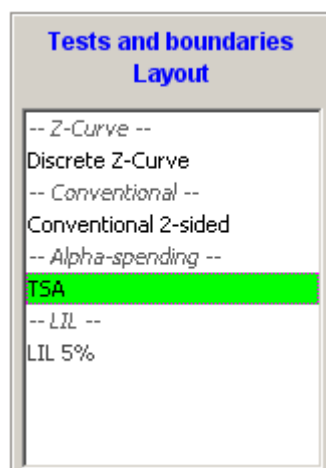 Tests and boundaries
Layout
-- Z-Curve --
Discrete Z-Curve
-- Conventional --
Conventional 2-sided
-- Alpha-spending --
TSA
-- LIL --
LIL 5%